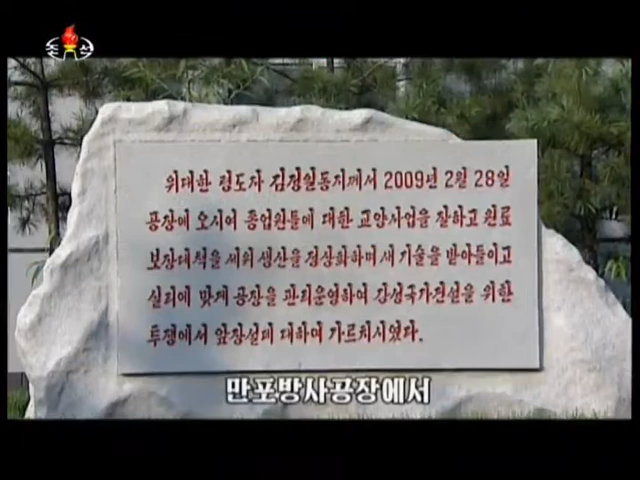 조선
위대한 령도자 김정일동지께서 2009년 2월 28일
공장에 오시여 종업원들에 대한 교양사업을 잘하고 원료
보장대책을 세워 생산을 정상화하며 새 기술을 받아들이고
실리에 맞게 공장을 관리운영하여 강성국가건설을 위한
투쟁에서 앞장설데 대하여 가르치시였다.
만포방사공장에서